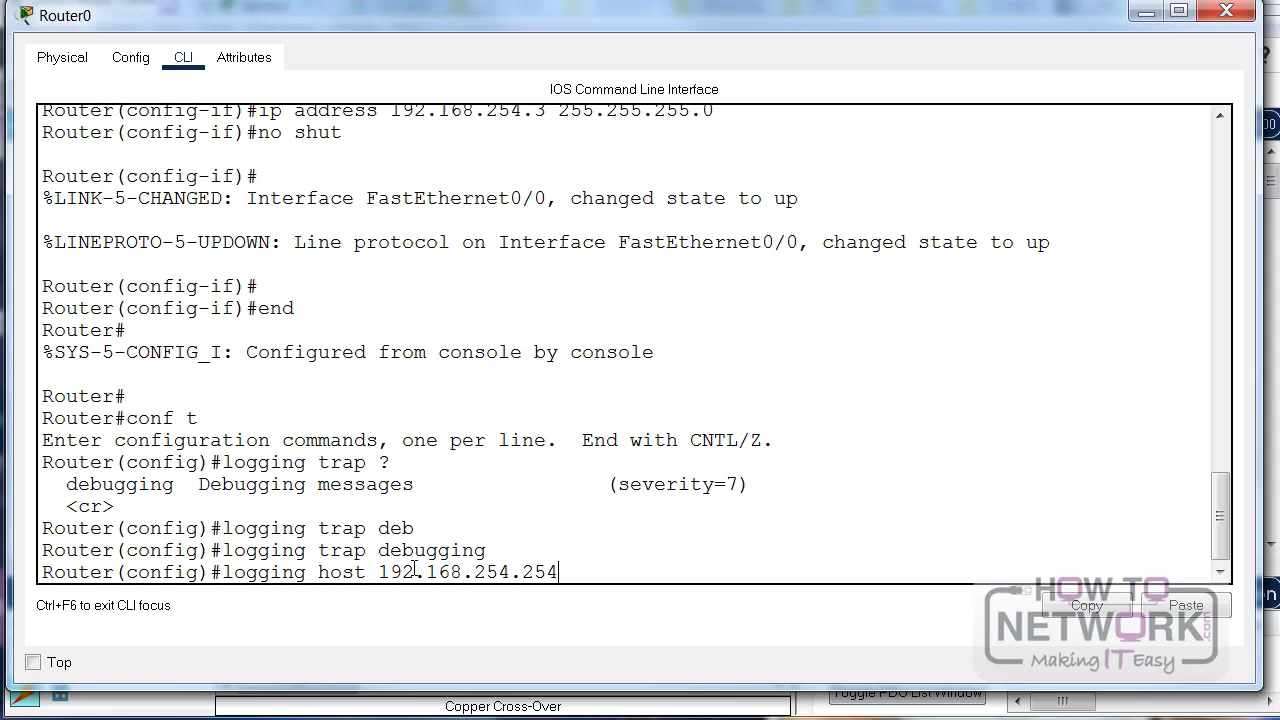 Router0
Physical Config CLI Attributes
IOS Command Line Interface
Router(config-if)#ip address 192.168.254.3 255.255.255.0
Router(config-if)#no shut
Router(config-if)#
%LINK-5-CHANGED: Interface FastEthernet0/0, changed state to up
%LINEPROTO-5-UPDOWN: Line protocol on Interface FastEthernet0/0, changed state to up
Router(config-if)#
Router(config-if)#end
Router#
%SYS-5-CONFIG_I: Configured from console by console
Router#
Router#conf t
Enter configuration commands, one per line.  End with CNTL/Z.
Router(config)#logging trap ?
debugging  Debugging messages (severity=7)
<cr>
Router(config)#logging trap deb
Router(config)#logging trap debugging
Router(config)#logging host 192.168.254.254
Ctrl+F6 to exit CLI focus
Copy Paste
HOW TO
NETWORK.com
Making IT Easy
Top
Toggle PDU List Window
Copper Cross-Over